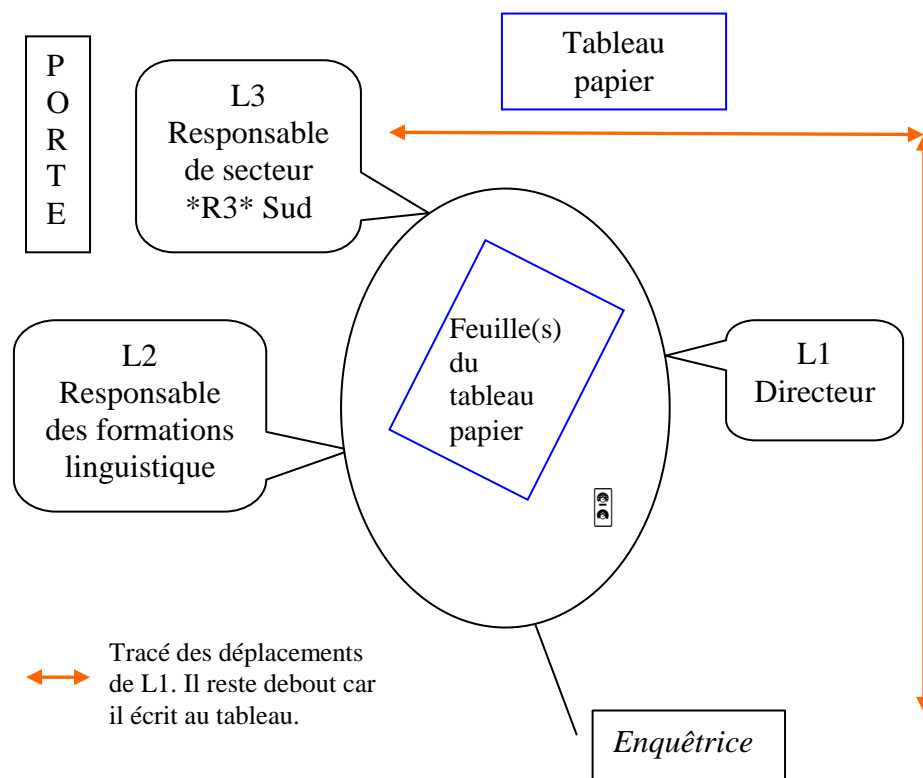 P
O
R
T
E
L3
Responsable
de secteur
*R3* Sud
Tableau
papier
Feuille(s)
du
tableau
papier
L2
Responsable
des formations
linguistique
L1
Directeur
Tracé des déplacements
de L1. Il reste debout car
il écrit au tableau.
Enquêtrice